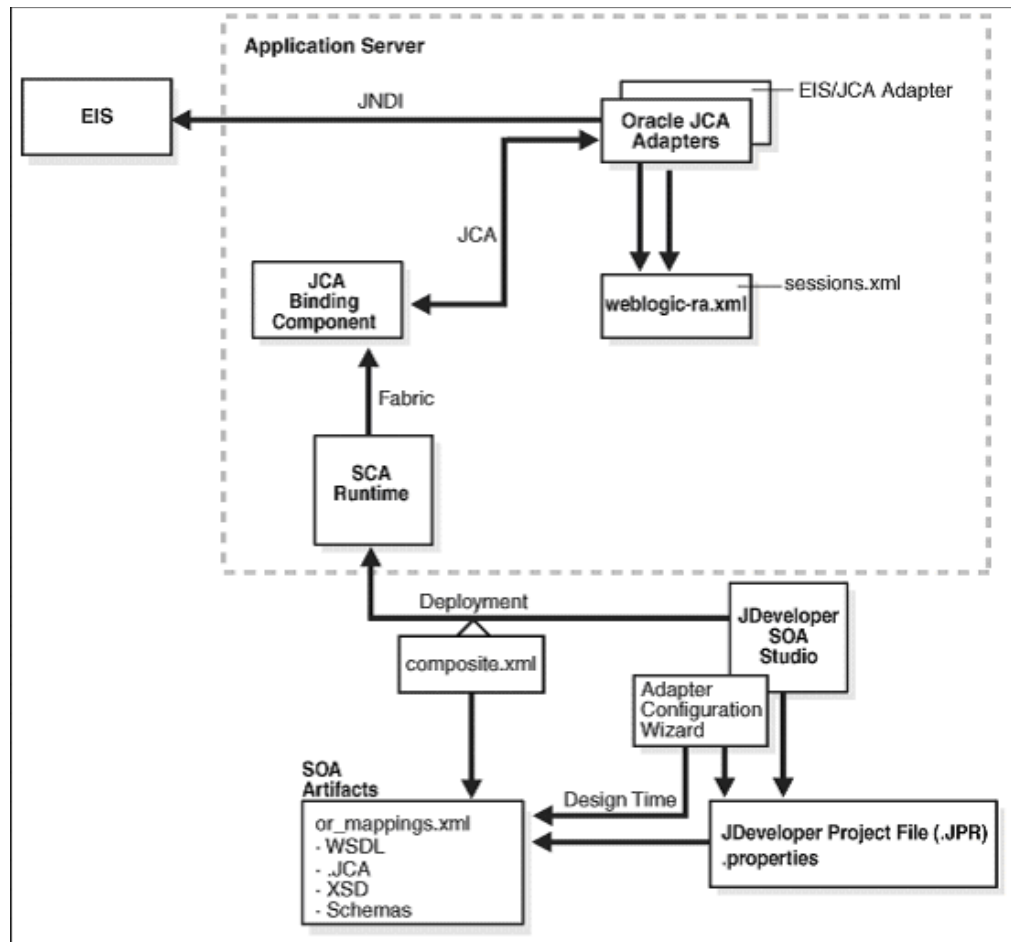 Application Server
EIS
JNDI
EIS/JCA Adapter
Oracle JCA
Adapters
JCA
JCA
Binding
Component
sessions.xml
weblogic-ra.xml
Fabric
SCA
Runtime
Deployment
JDeveloper
SOA
Studio
composite.xml
Adapter
Configuration
Wizard
SOA
Artifacts
Design Time
or_mappings.xml
- WSDL
- .JCA
- XSD
- Schemas
JDeveloper Project File (.JPR)
.properties